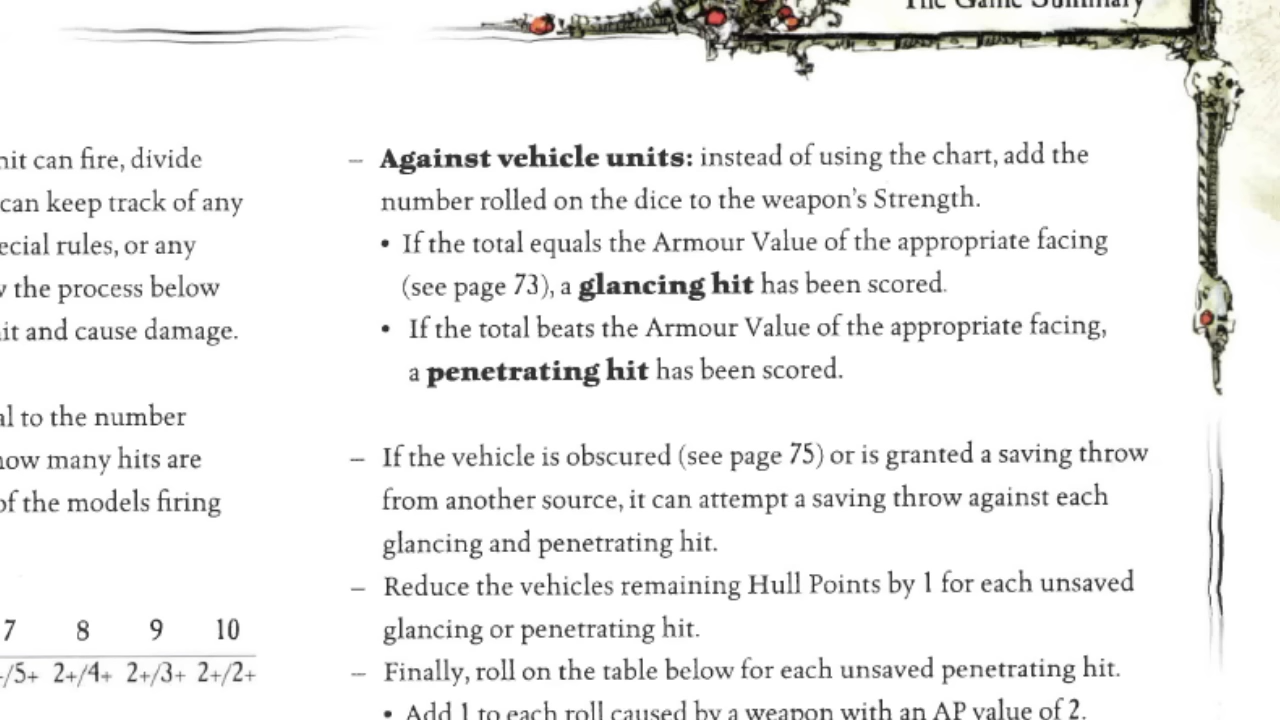 The Game Summary
nit can fire, divide
can keep track of any
ecial rules, or any
the process below
it and cause damage.
al to the number
how many hits are
of the models firing
7 8 9 10
/5+ 2+/4+ 2+/3+ 2+/2+
– Against vehicle units: instead of using the chart, add the
number rolled on the dice to the weapon's Strength.
• If the total equals the Armour Value of the appropriate facing
(see page 73), a glancing hit has been scored.
• If the total beats the Armour Value of the appropriate facing,
a penetrating hit has been scored.
– If the vehicle is obscured (see page 75) or is granted a saving throw
from another source, it can attempt a saving throw against each
glancing and penetrating hit.
– Reduce the vehicles remaining Hull Points by 1 for each unsaved
glancing or penetrating hit.
– Finally, roll on the table below for each unsaved penetrating hit.
• Add 1 to each roll caused by a weapon with an AP value of 2.